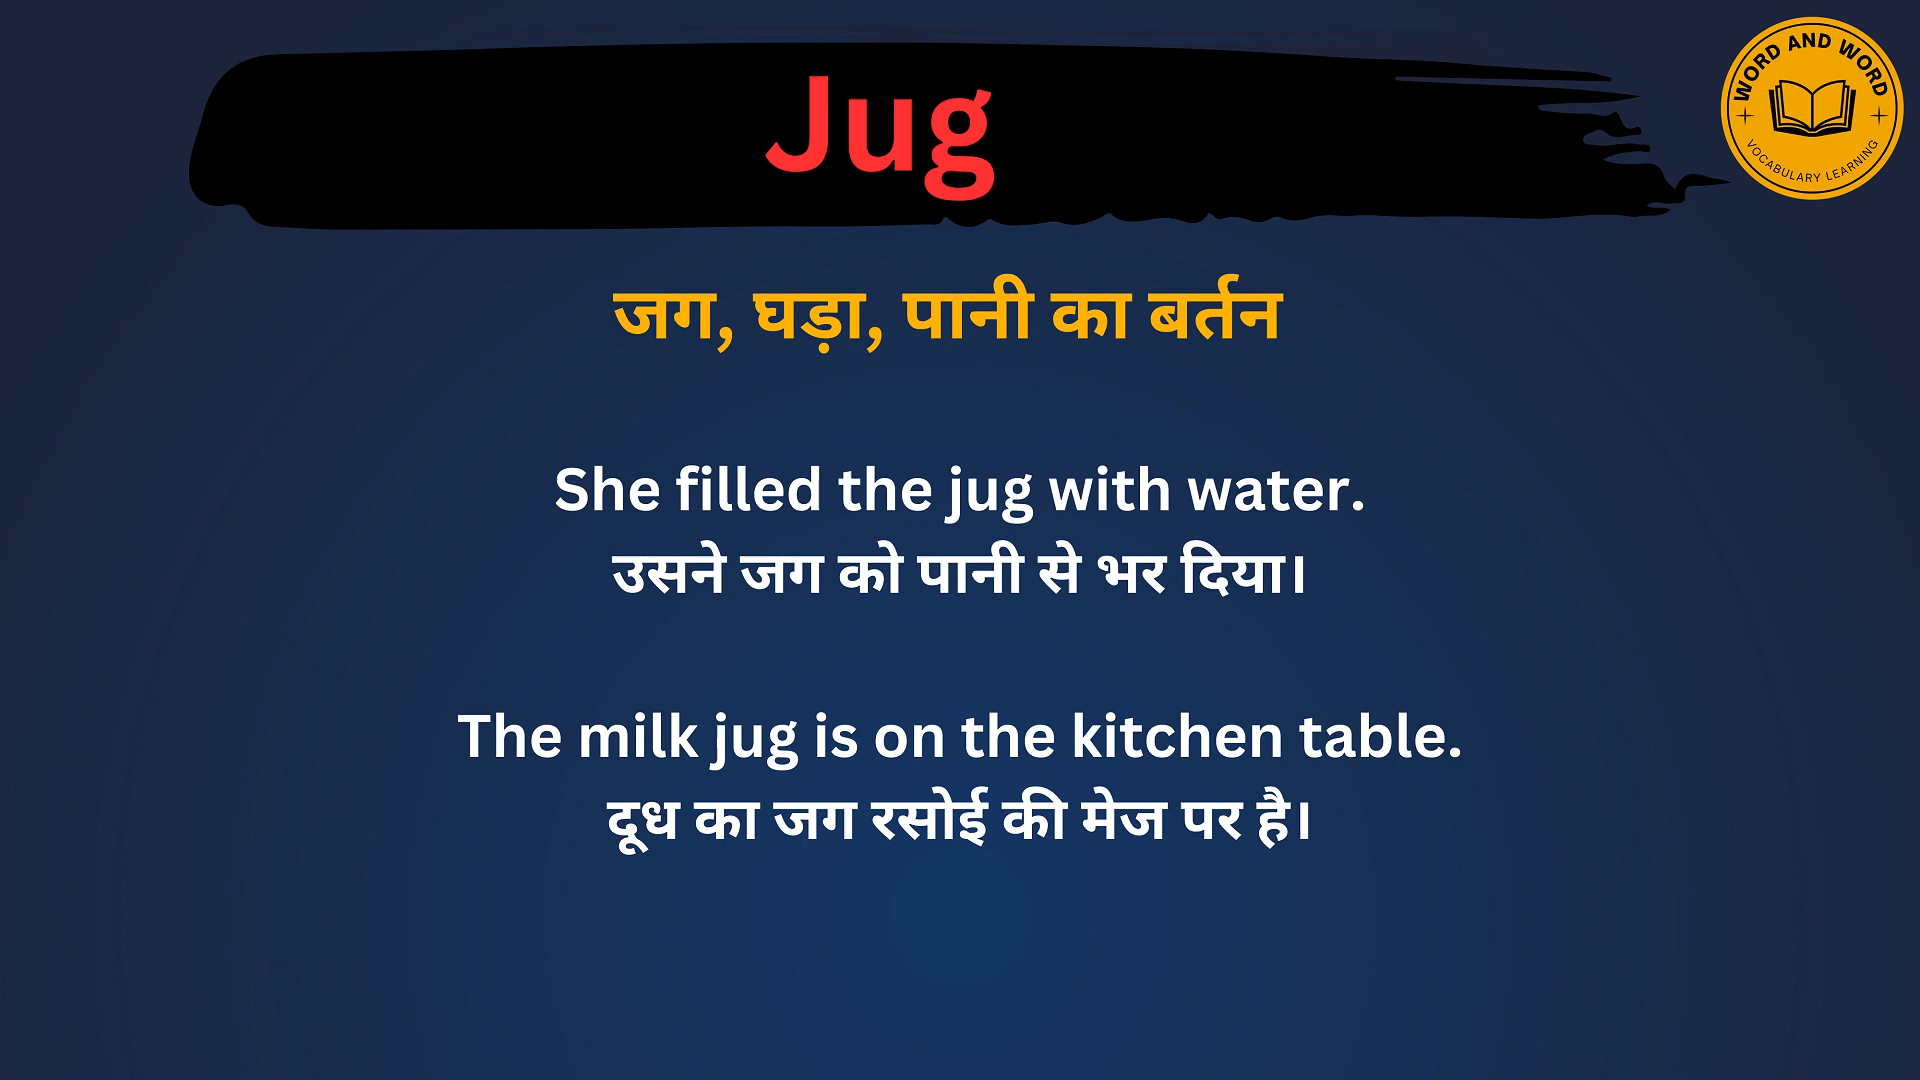 Jug
WORD AND WORD
VOCABULARY LEARNING
जग, घड़ा, पानी का बर्तन
She filled the jug with water.
उसने जग को पानी से भर दिया।
The milk jug is on the kitchen table.
दूध का जग रसोई की मेज पर है।